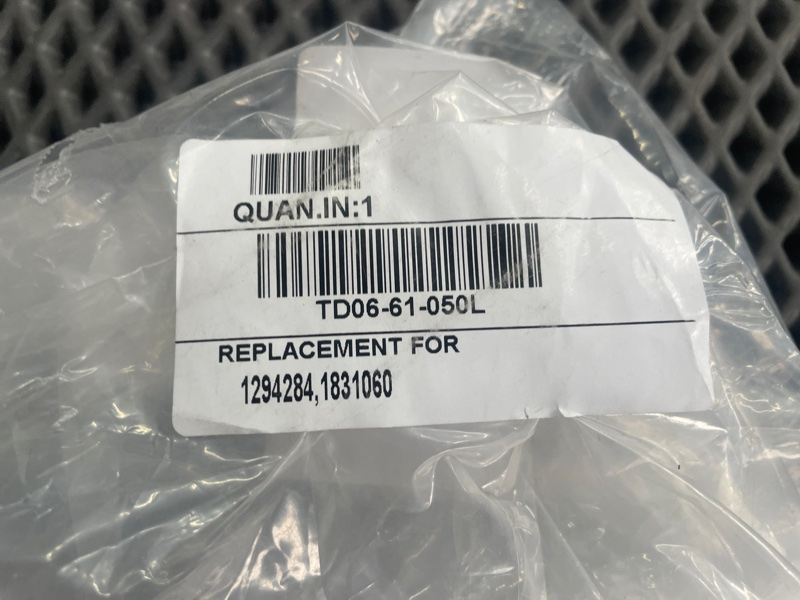 QUAN.IN:1
TD06-61-050L
REPLACEMENT FOR
1294284,1831060